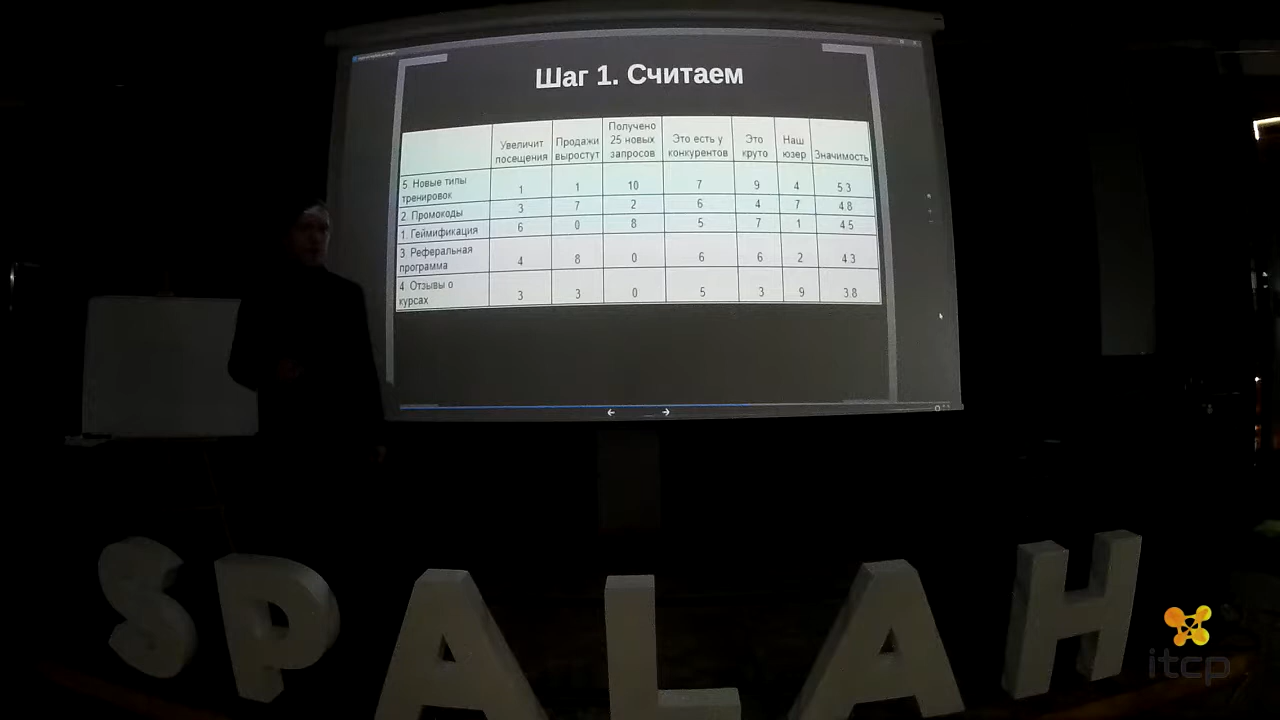 Шаг 1. Считаем
Увеличит посещения | Продажи выростут | Получено 25 новых запросов | Это есть у конкурентов | Это круто | Наш юзер | Значимость
5. Новые типы тренировок | 1 | 1 | 10 | 7 | 9 | 4 | 5.3
2. Промокоды | 3 | 7 | 2 | 6 | 4 | 7 | 4.8
1. Геймификация | 6 | 0 | 8 | 5 | 7 | 1 | 4.5
3. Реферальная программа | 4 | 8 | 0 | 6 | 6 | 2 | 4.3
4. Отзывы о курсах | 3 | 3 | 0 | 5 | 3 | 9 | 3.8
SPALAH
itcp